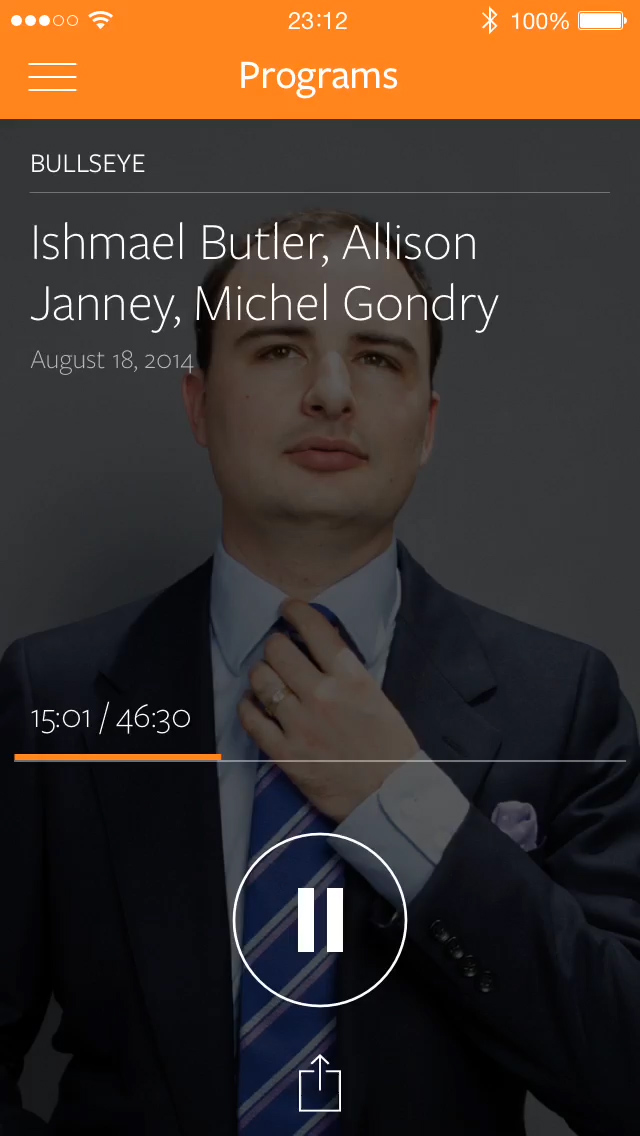 23:12 100%
Programs
BULLSEYE
Ishmael Butler, Allison
Janney, Michel Gondry
August 18, 2014
15:01 / 46:30